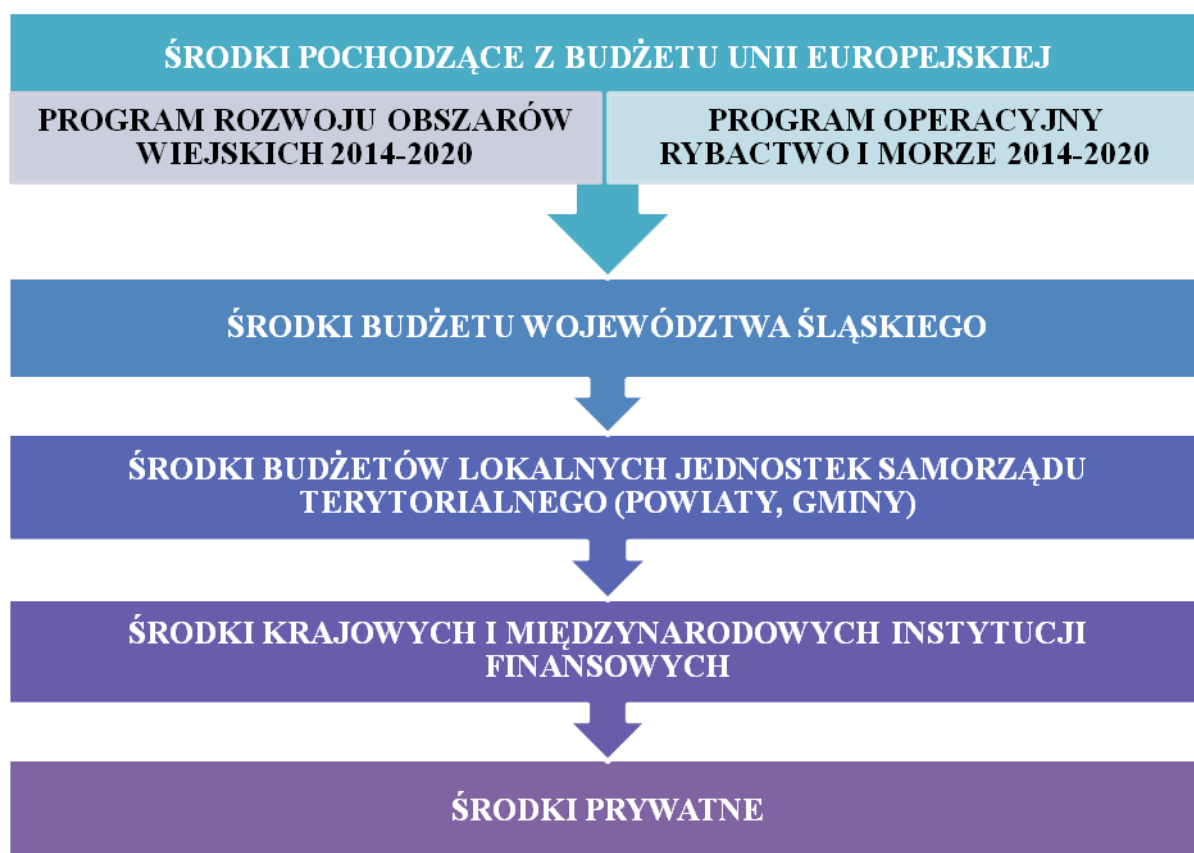 ŚRODKI POCHODZĄCE Z BUDŻETU UNII EUROPEJSKIEJ
PROGRAM ROZWOJU OBSZARÓW
WIEJSKICH 2014-2020
PROGRAM OPERACYJNY
RYBACTWO I MORZE 2014-2020
ŚRODKI BUDŻETU WOJEWÓDZTWA ŚLĄSKIEGO
ŚRODKI BUDŻETÓW LOKALNYCH JEDNOSTEK SAMORZĄDU
TERYTORIALNEGO (POWIATY, GMINY)
ŚRODKI KRAJOWYCH I MIĘDZYNARODOWYCH INSTYTUCJI
FINANSOWYCH
ŚRODKI PRYWATNE